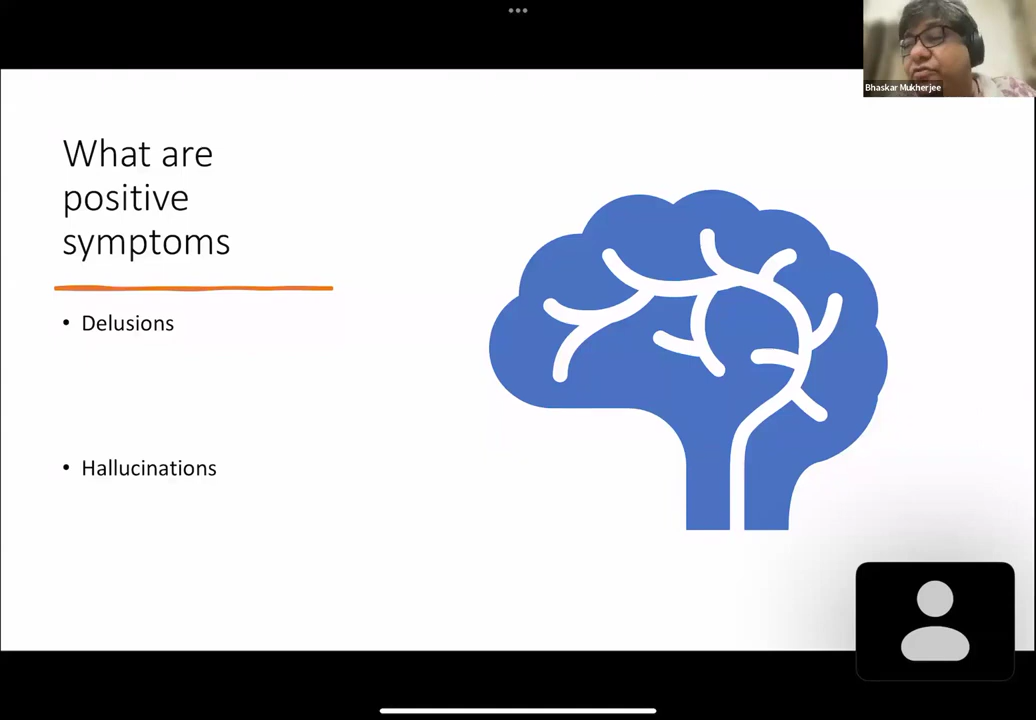 Bhaskar Mukherjee
What are
positive
symptoms
• Delusions
• Hallucinations